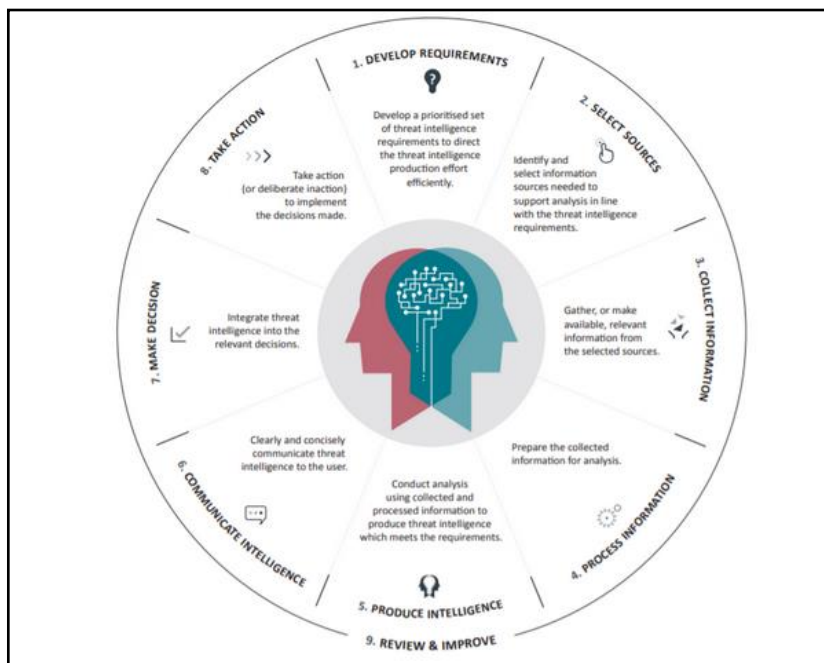 1. DEVELOP REQUIREMENTS
?
Develop a prioritised set
of threat intelligence
requirements to direct
the threat intelligence
production effort
efficiently.
2. SELECT SOURCES
Identify and
select information
sources needed to
support analysis in line
with the threat intelligence
requirements.
3. COLLECT INFORMATION
Gather, or make
available, relevant
information from
the selected sources.
4. PROCESS INFORMATION
Prepare the collected
information for analysis.
5. PRODUCE INTELLIGENCE
Conduct analysis
using collected and
processed information to
produce threat intelligence
which meets the requirements.
6. COMMUNICATE INTELLIGENCE
Clearly and concisely
communicate threat
intelligence to the user.
7. MAKE DECISION
Integrate threat
intelligence into the
relevant decisions.
8. TAKE ACTION
Take action
(or deliberate inaction)
to implement
the decisions made.
9. REVIEW & IMPROVE